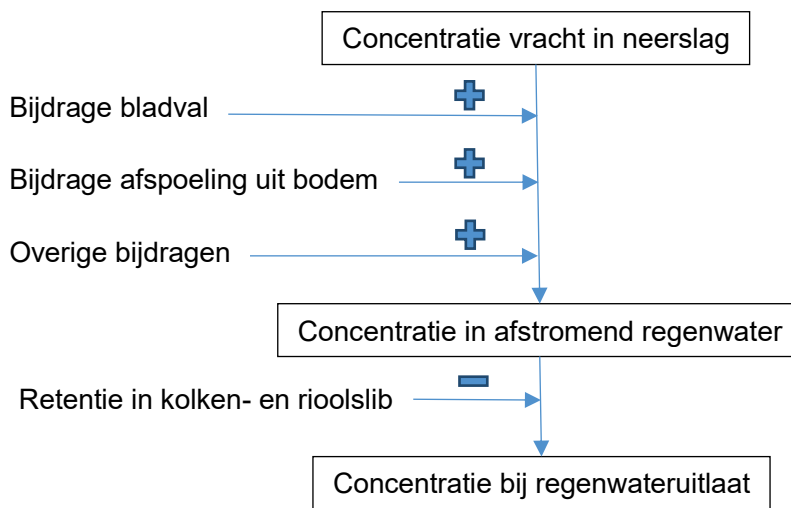 Concentratie vracht in neerslag
Bijdrage bladval
Bijdrage afspoeling uit bodem
Overige bijdragen
Concentratie in afstromend regenwater
Retentie in kolken- en rioolslib
Concentratie bij regenwateruitlaat